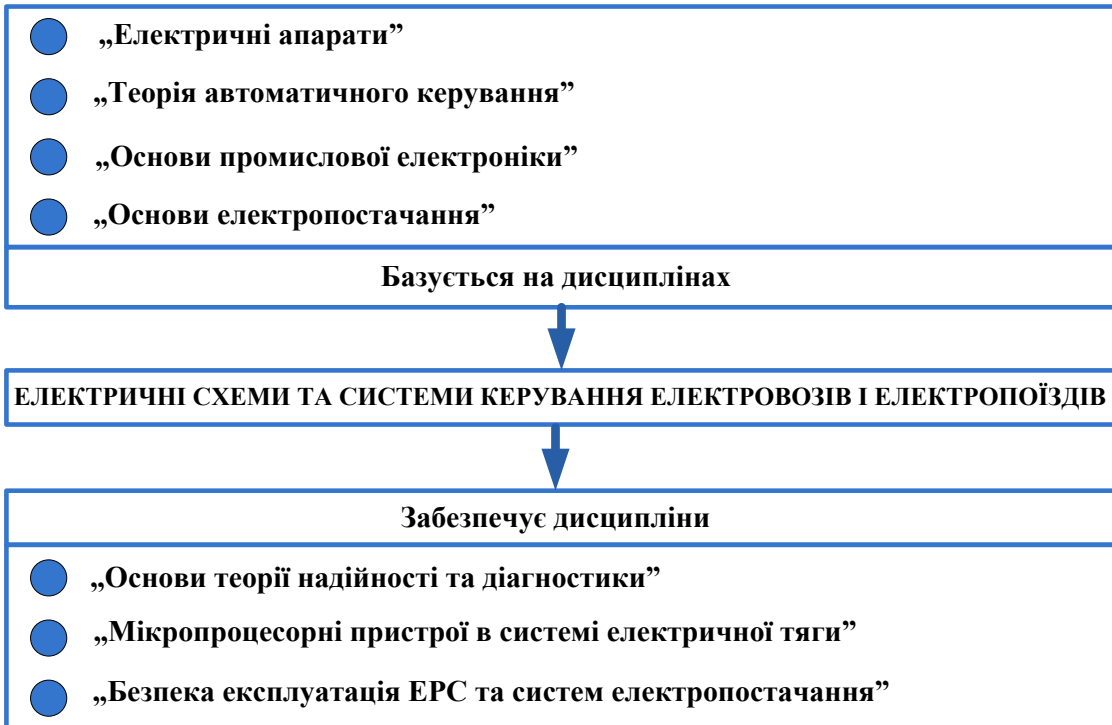 „Електричні апарати”
„Теорія автоматичного керування”
„Основи промислової електроніки”
„Основи електропостачання”
Базується на дисциплінах
ЕЛЕКТРИЧНІ СХЕМИ ТА СИСТЕМИ КЕРУВАННЯ ЕЛЕКТРОВОЗІВ І ЕЛЕКТРОПОЇЗДІВ
Забезпечує дисципліни
„Основи теорії надійності та діагностики”
„Мікропроцесорні пристрої в системі електричної тяги”
„Безпека експлуатація ЕРС та систем електропостачання”